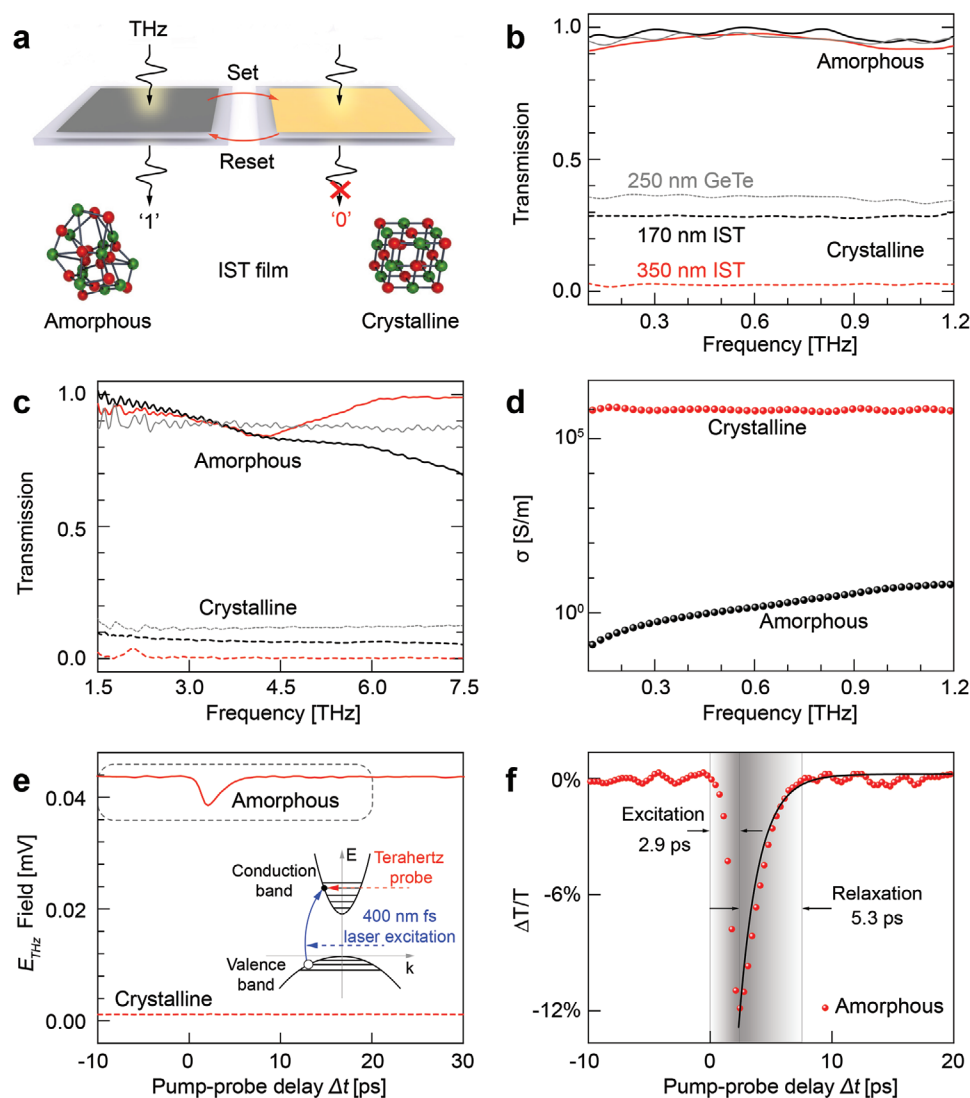 a
THz
Set
Reset
'1'
'0'
IST film
Amorphous
Crystalline
b
Transmission
1.0
0.5
0.0
Amorphous
250 nm GeTe
170 nm IST
Crystalline
350 nm IST
0.3 0.6 0.9 1.2
Frequency [THz]
c
Transmission
1.0
0.5
0.0
Amorphous
Crystalline
1.5 3.0 4.5 6.0 7.5
Frequency [THz]
d
σ [S/m]
10⁵
10⁰
Crystalline
Amorphous
0.3 0.6 0.9 1.2
Frequency [THz]
e
E_THz Field [mV]
0.04
0.02
0.00
Amorphous
Conduction
band
E
Terahertz
probe
400 nm fs
laser excitation
Valence
band
k
Crystalline
-10 0 10 20 30
Pump-probe delay Δt [ps]
f
ΔT/T
0%
-6%
-12%
Excitation
2.9 ps
Relaxation
5.3 ps
Amorphous
-10 0 10 20
Pump-probe delay Δt [ps]